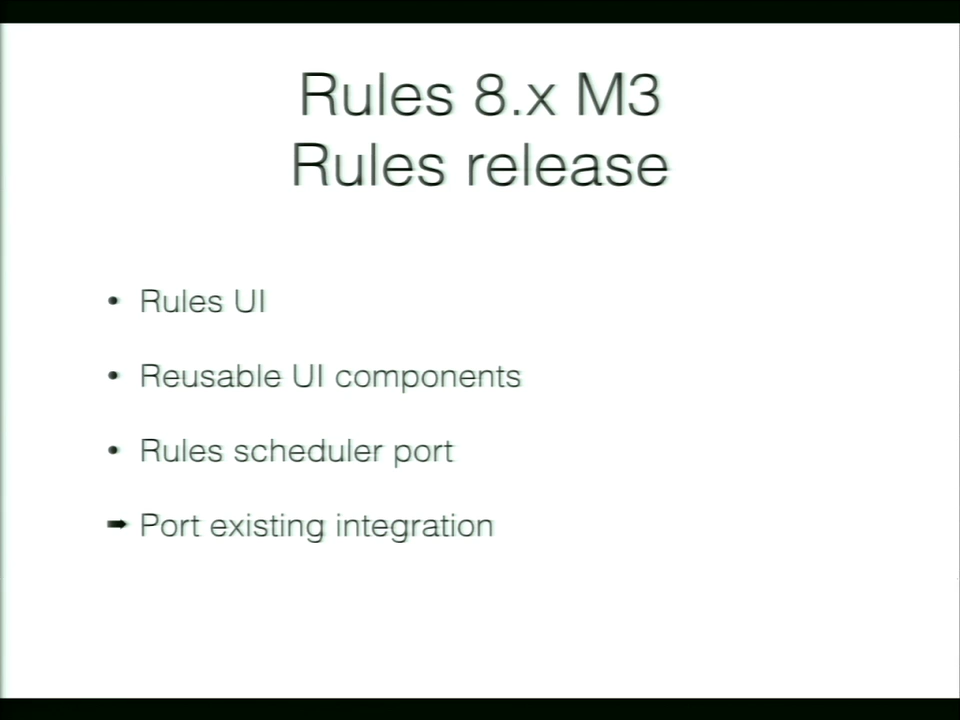 Rules 8.x M3
Rules release
• Rules UI
• Reusable UI components
• Rules scheduler port
➡ Port existing integration